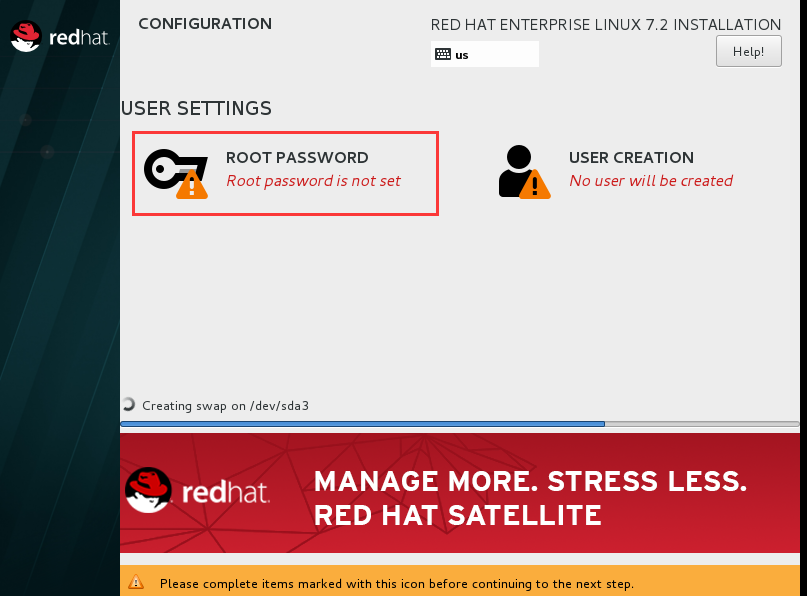 redhat.
CONFIGURATION
RED HAT ENTERPRISE LINUX 7.2 INSTALLATION
us
Help!
USER SETTINGS
ROOT PASSWORD
Root password is not set
USER CREATION
No user will be created
Creating swap on /dev/sda3
redhat.
MANAGE MORE. STRESS LESS.
RED HAT SATELLITE
Please complete items marked with this icon before continuing to the next step.